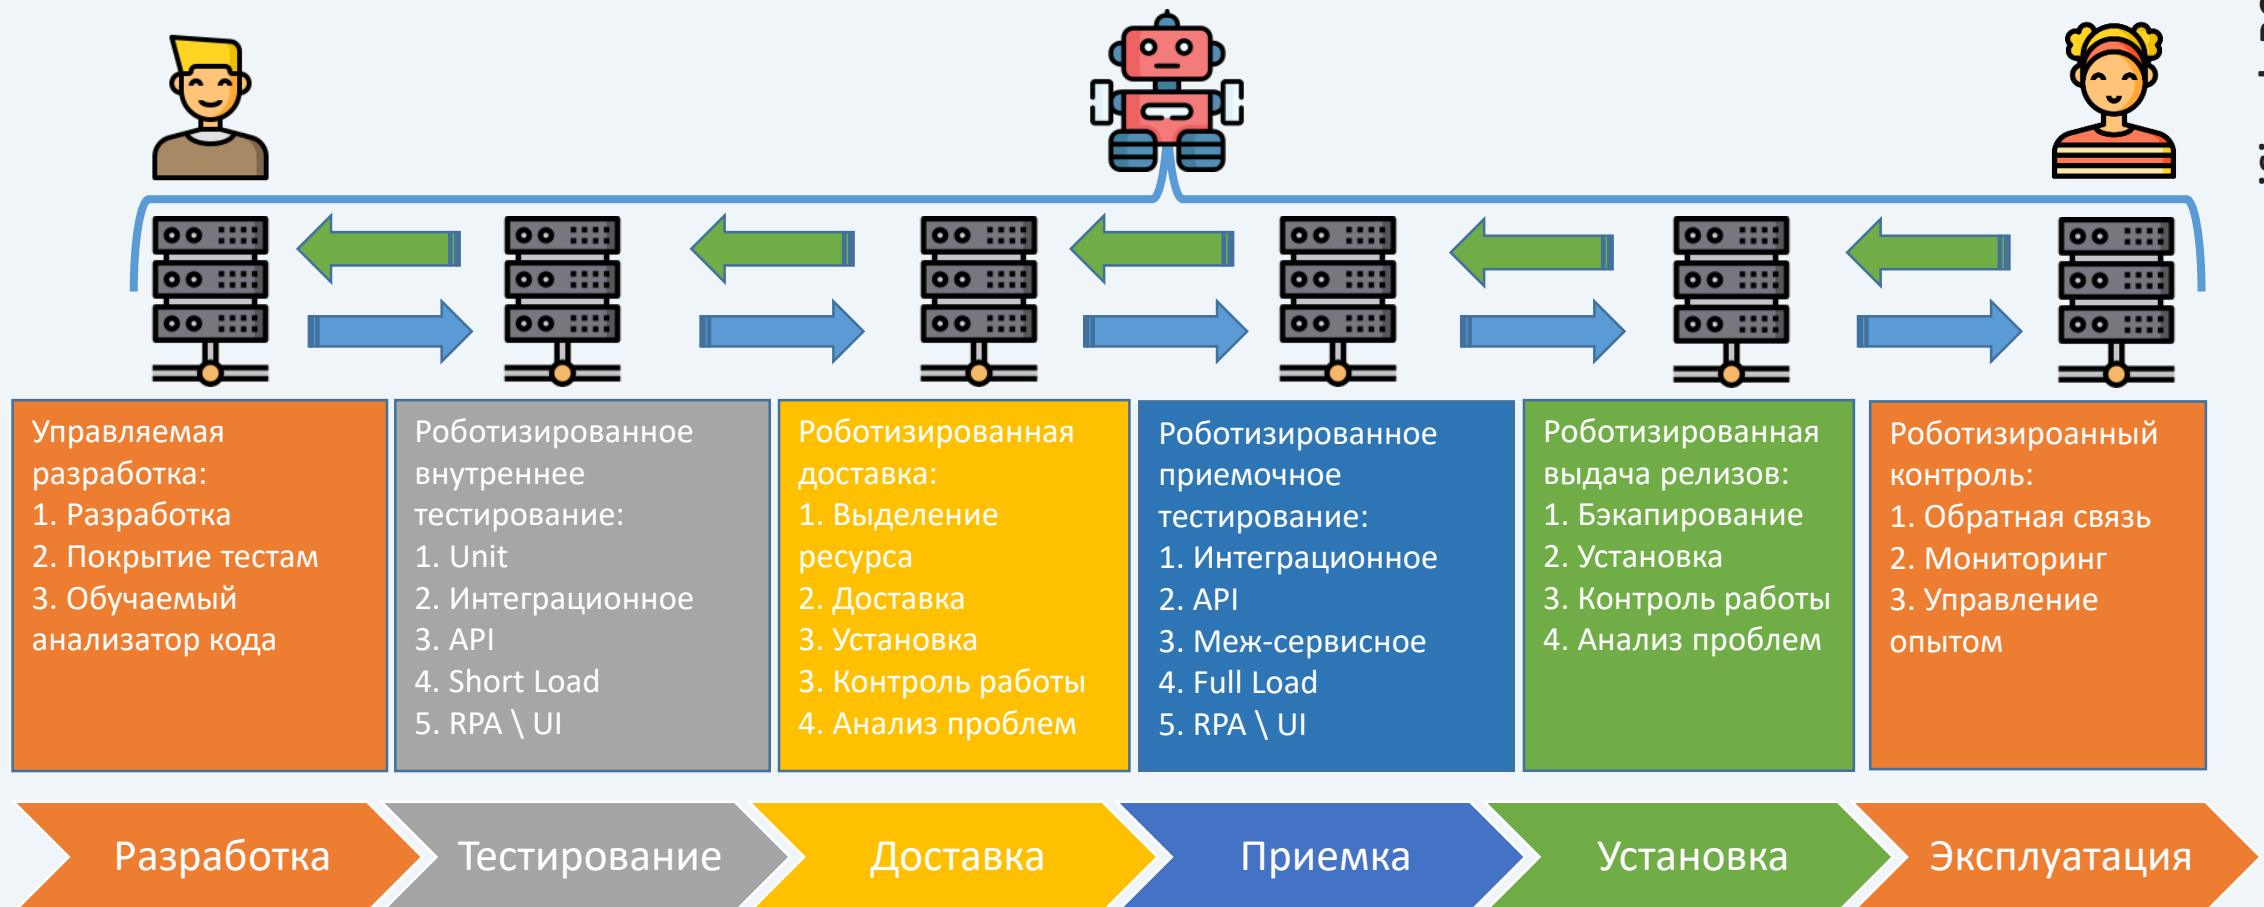 Управляемая
разработка:
1. Разработка
2. Покрытие тестам
3. Обучаемый
анализатор кода
Роботизированное
внутреннее
тестирование:
1. Unit
2. Интеграционное
3. API
4. Short Load
5. RPA \ UI
Роботизированная
доставка:
1. Выделение
ресурса
2. Доставка
3. Установка
3. Контроль работы
4. Анализ проблем
Роботизированное
приемочное
тестирование:
1. Интеграционное
2. API
3. Меж-сервисное
4. Full Load
5. RPA \ UI
Роботизированная
выдача релизов:
1. Бэкапирование
2. Установка
3. Контроль работы
4. Анализ проблем
Роботизироанный
контроль:
1. Обратная связь
2. Мониторинг
3. Управление
опытом
Разработка
Тестирование
Доставка
Приемка
Установка
Эксплуатация